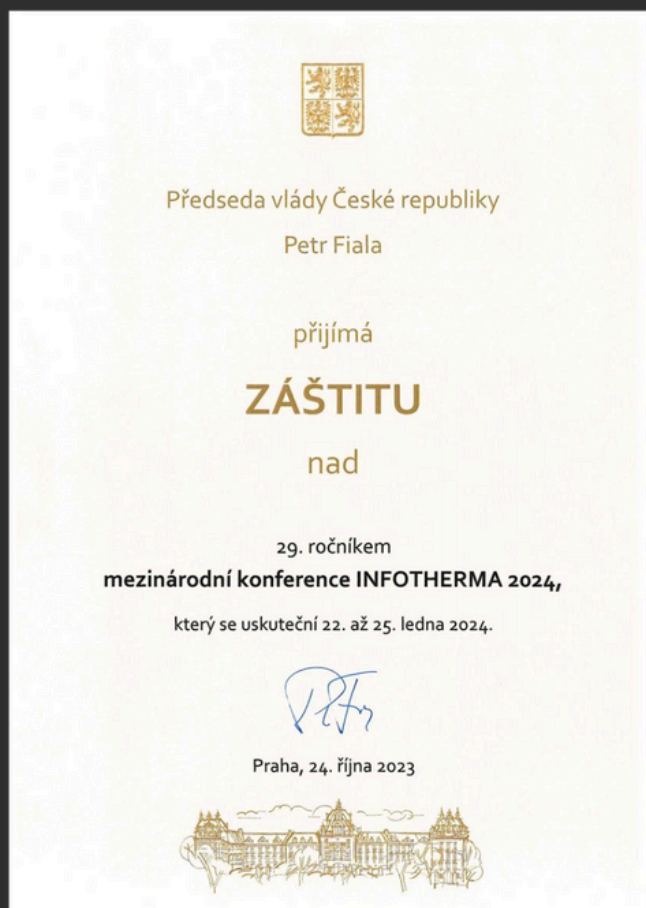 Předseda vlády České republiky
Petr Fiala
přijímá
ZÁŠTITU
nad
29. ročníkem
mezinárodní konference INFOTHERMA 2024,
který se uskuteční 22. až 25. ledna 2024.
Praha, 24. října 2023